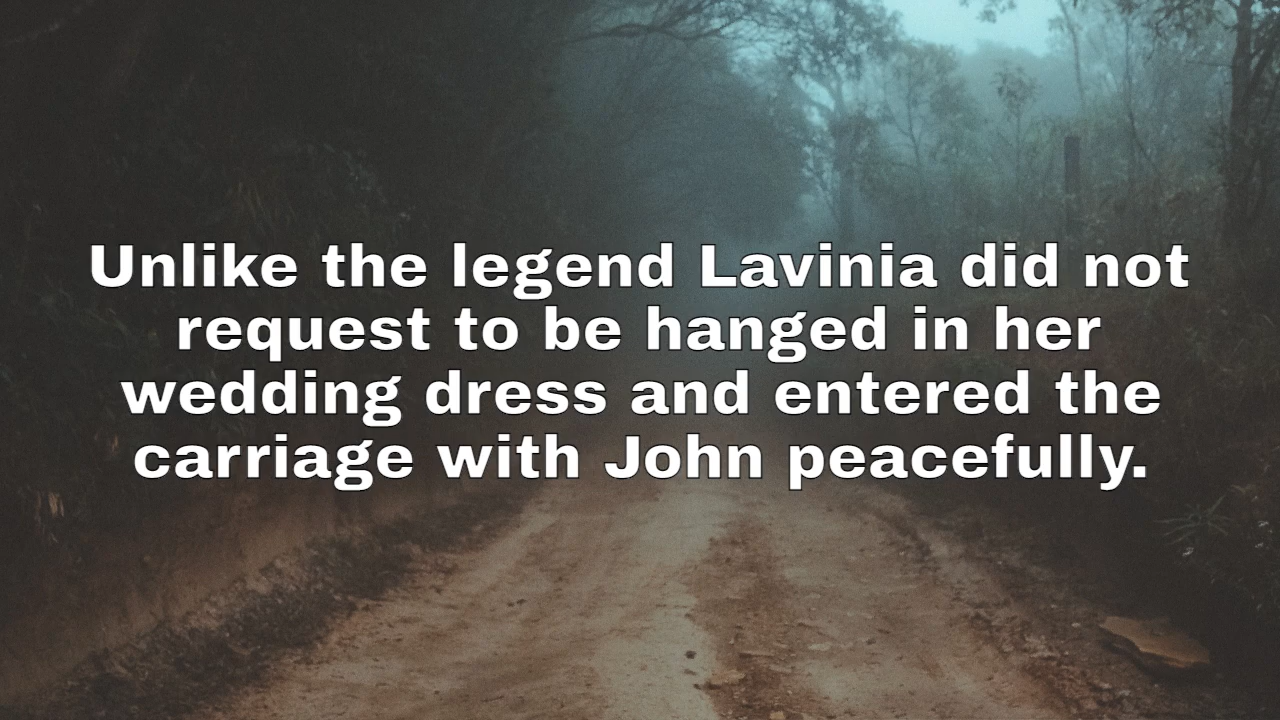 Unlike the legend Lavinia did not
request to be hanged in her
wedding dress and entered the
carriage with John peacefully.